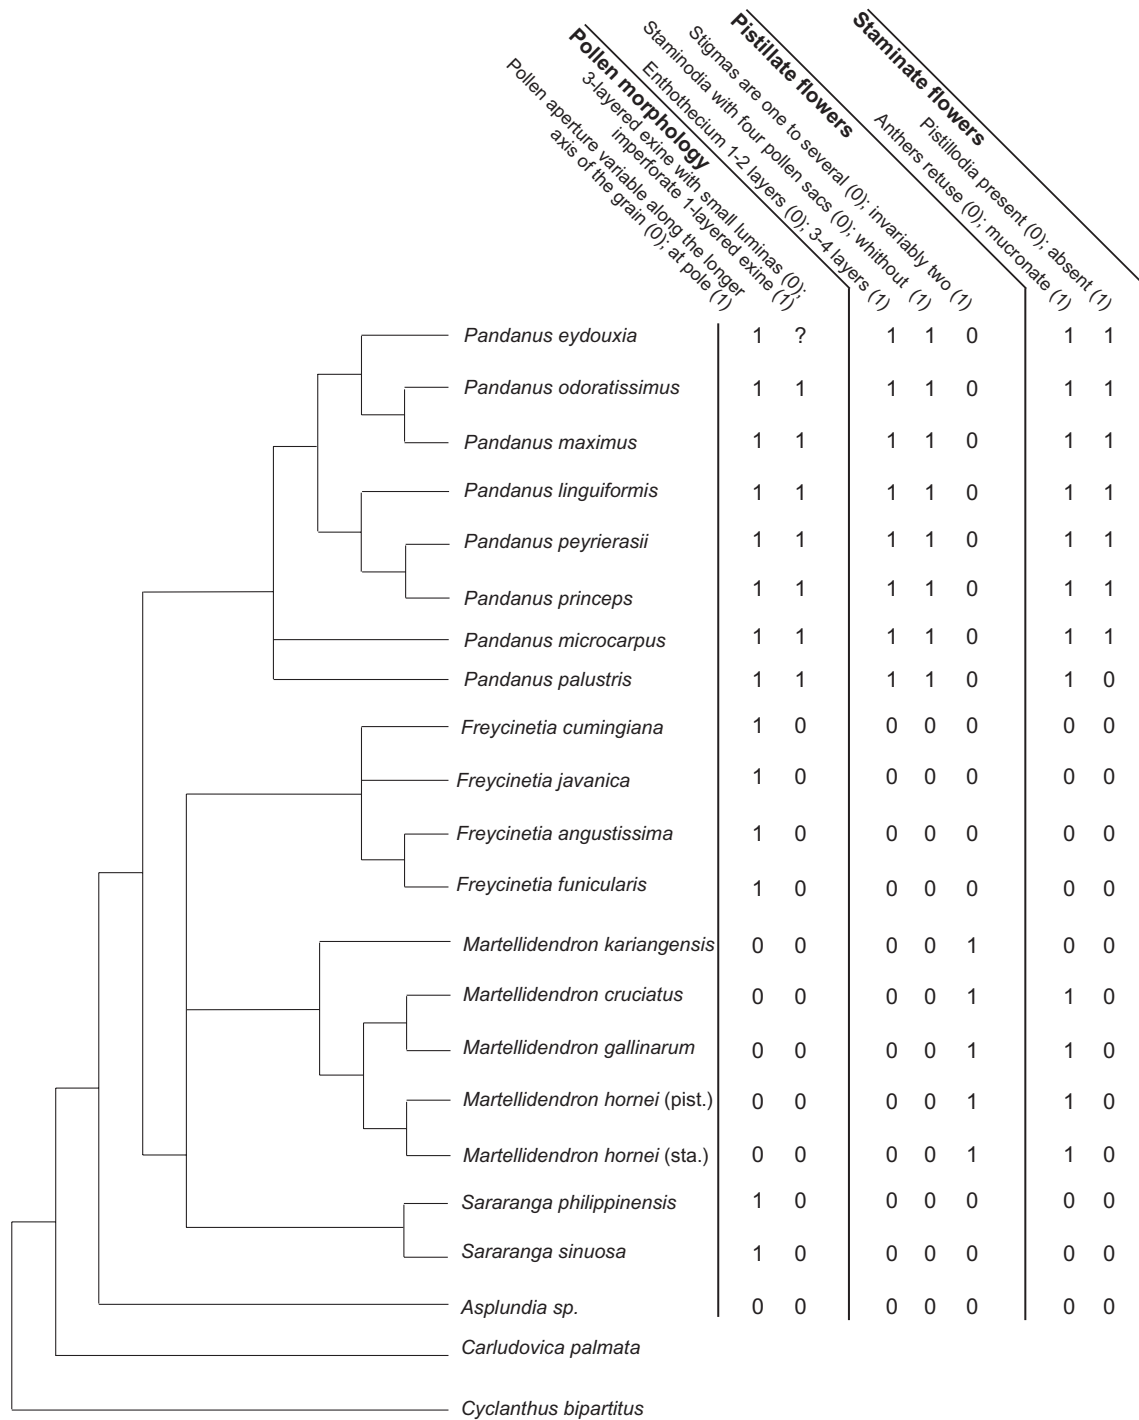 Pollen morphology
Pollen aperture variable along the longer
axis of the grain (0); at pole (1)
3-layered exine with small luminas (0);
imperforate 1-layered exine (1)
Pistillate flowers
Enthothecium 1-2 layers (0); 3-4 layers (1)
Staminodia with four pollen sacs (0); whithout (1)
Stigmas are one to several (0); invariably two (1)
Staminate flowers
Anthers retuse (0); mucronate (1)
Pistillodia present (0); absent (1)
Pandanus eydouxia 1 ? 1 1 0 1 1
Pandanus odoratissimus 1 1 1 1 0 1 1
Pandanus maximus 1 1 1 1 0 1 1
Pandanus linguiformis 1 1 1 1 0 1 1
Pandanus peyrierasii 1 1 1 1 0 1 1
Pandanus princeps 1 1 1 1 0 1 1
Pandanus microcarpus 1 1 1 1 0 1 1
Pandanus palustris 1 1 1 1 0 1 0
Freycinetia cumingiana 1 0 0 0 0 0 0
Freycinetia javanica 1 0 0 0 0 0 0
Freycinetia angustissima 1 0 0 0 0 0 0
Freycinetia funicularis 1 0 0 0 0 0 0
Martellidendron kariangensis 0 0 0 0 1 0 0
Martellidendron cruciatus 0 0 0 0 1 1 0
Martellidendron gallinarum 0 0 0 0 1 1 0
Martellidendron hornei (pist.) 0 0 0 0 1 1 0
Martellidendron hornei (sta.) 0 0 0 0 1 1 0
Sararanga philippinensis 1 0 0 0 0 0 0
Sararanga sinuosa 1 0 0 0 0 0 0
Asplundia sp. 0 0 0 0 0 0 0
Carludovica palmata
Cyclanthus bipartitus